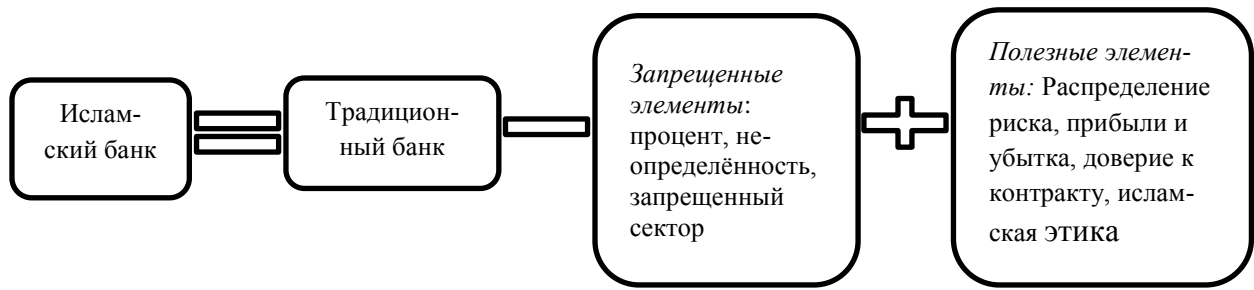 Ислам-
ский банк
Традицион-
ный банк
Запрещенные
элементы:
процент, не-
определённость,
запрещенный
сектор
Полезные элемен-
ты: Распределение
риска, прибыли и
убытка, доверие к
контракту, ислам-
ская этика